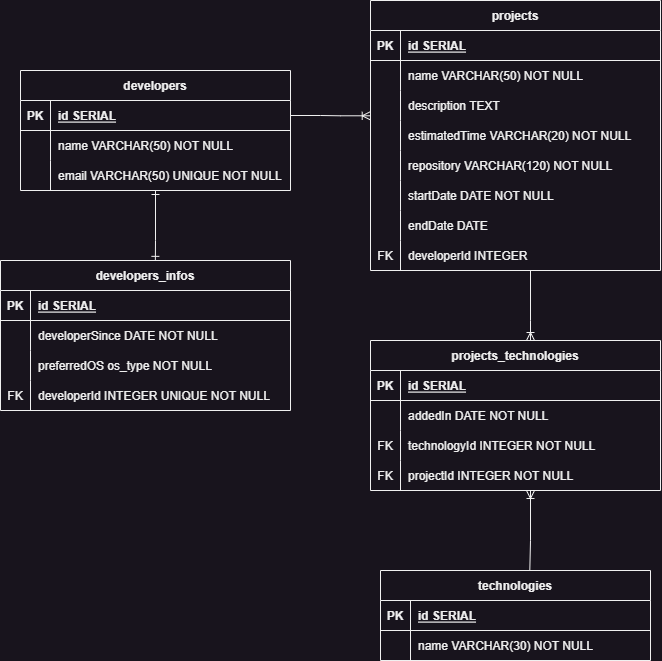 projects
PK id SERIAL
name VARCHAR(50) NOT NULL
description TEXT
estimatedTime VARCHAR(20) NOT NULL
repository VARCHAR(120) NOT NULL
startDate DATE NOT NULL
endDate DATE
FK developerId INTEGER
developers
PK id SERIAL
name VARCHAR(50) NOT NULL
email VARCHAR(50) UNIQUE NOT NULL
developers_infos
PK id SERIAL
developerSince DATE NOT NULL
preferredOS os_type NOT NULL
FK developerId INTEGER UNIQUE NOT NULL
projects_technologies
PK id SERIAL
addedIn DATE NOT NULL
FK technologyId INTEGER NOT NULL
FK projectId INTEGER NOT NULL
technologies
PK id SERIAL
name VARCHAR(30) NOT NULL